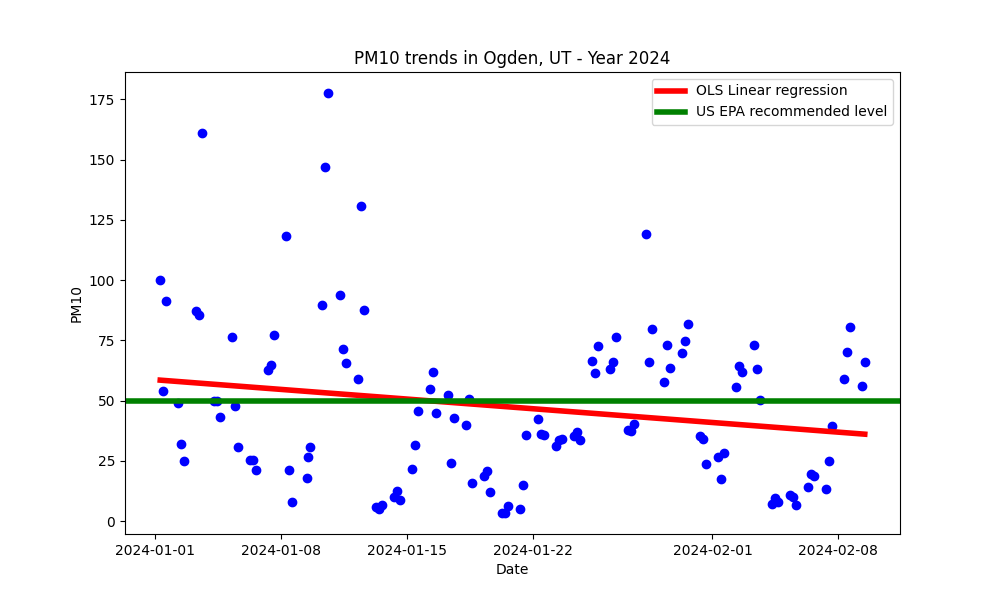 PM10 trends in Ogden, UT - Year 2024
OLS Linear regression
US EPA recommended level
175
150
125
100
75
50
25
0
PM10
2024-01-01
2024-01-08
2024-01-15
2024-01-22
2024-02-01
2024-02-08
Date